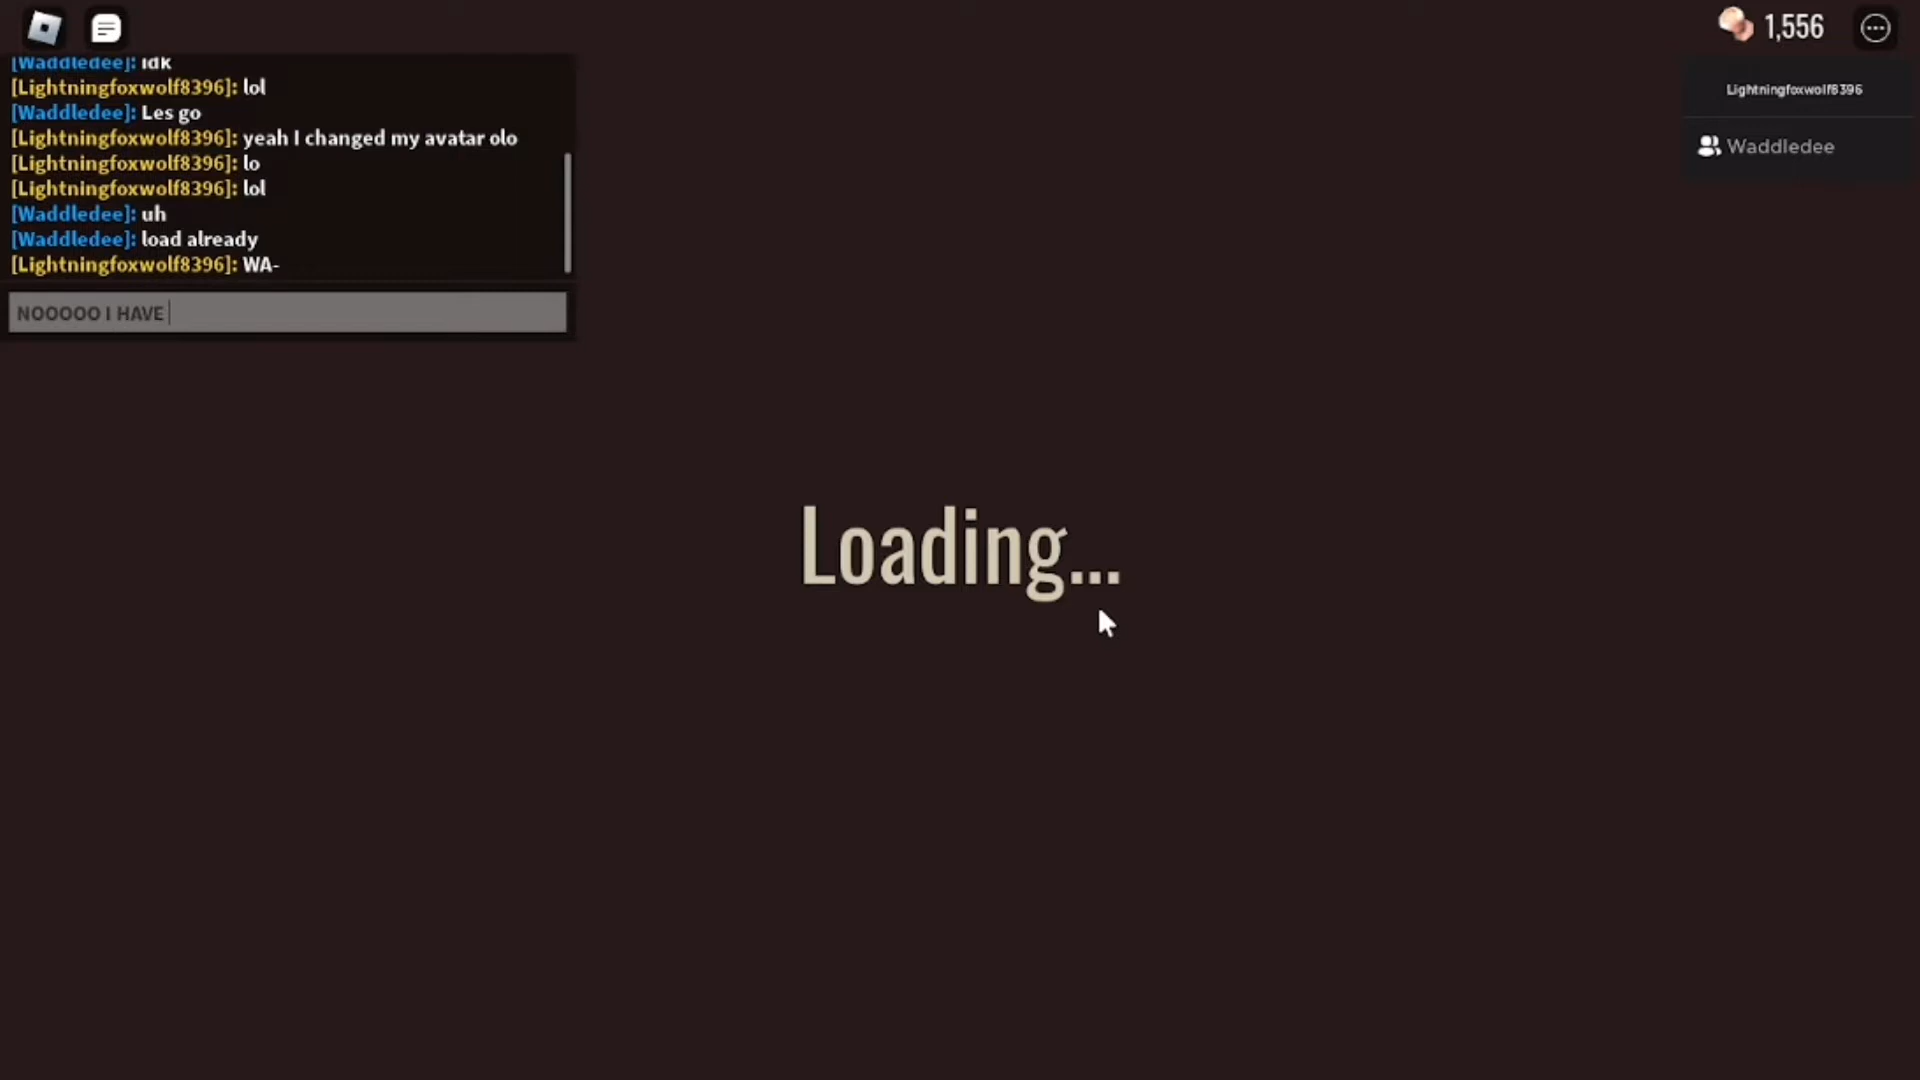 1,556
[Waddledee]: idk
[Lightningfoxwolf8396]: lol
[Waddledee]: Les go
[Lightningfoxwolf8396]: yeah I changed my avatar olo
[Lightningfoxwolf8396]: lo
[Lightningfoxwolf8396]: lol
[Waddledee]: uh
[Waddledee]: load already
[Lightningfoxwolf8396]: WA-
NOOOOO I HAVE
Lightningfoxwolf8396
Waddledee
Loading...